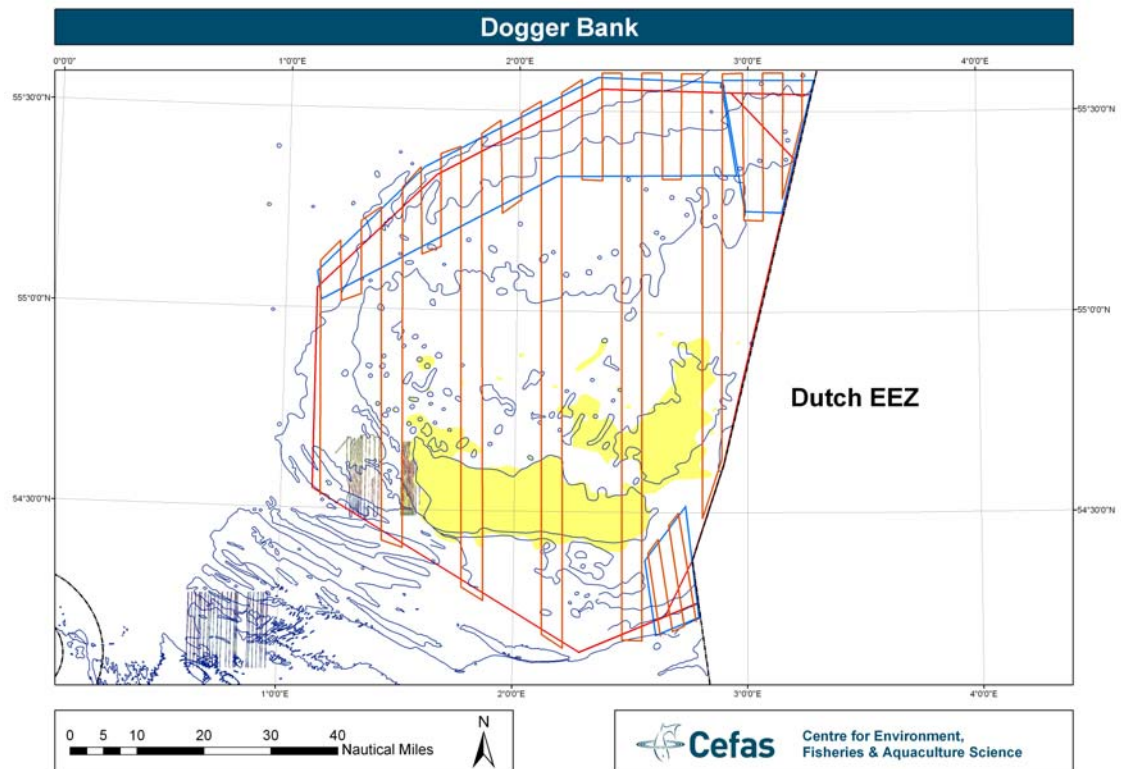 Dogger Bank
0°0'0" 1°0'0"E 2°0'0"E 3°0'0"E 4°0'0"E
55°30'0"N 55°30'0"N
55°0'0"N 55°0'0"N
Dutch EEZ
54°30'0"N 54°30'0"N
1°0'0"E 2°0'0"E 3°0'0"E 4°0'0"E
0 5 10 20 30 40
Nautical Miles
N
Cefas
Centre for Environment,
Fisheries & Aquaculture Science